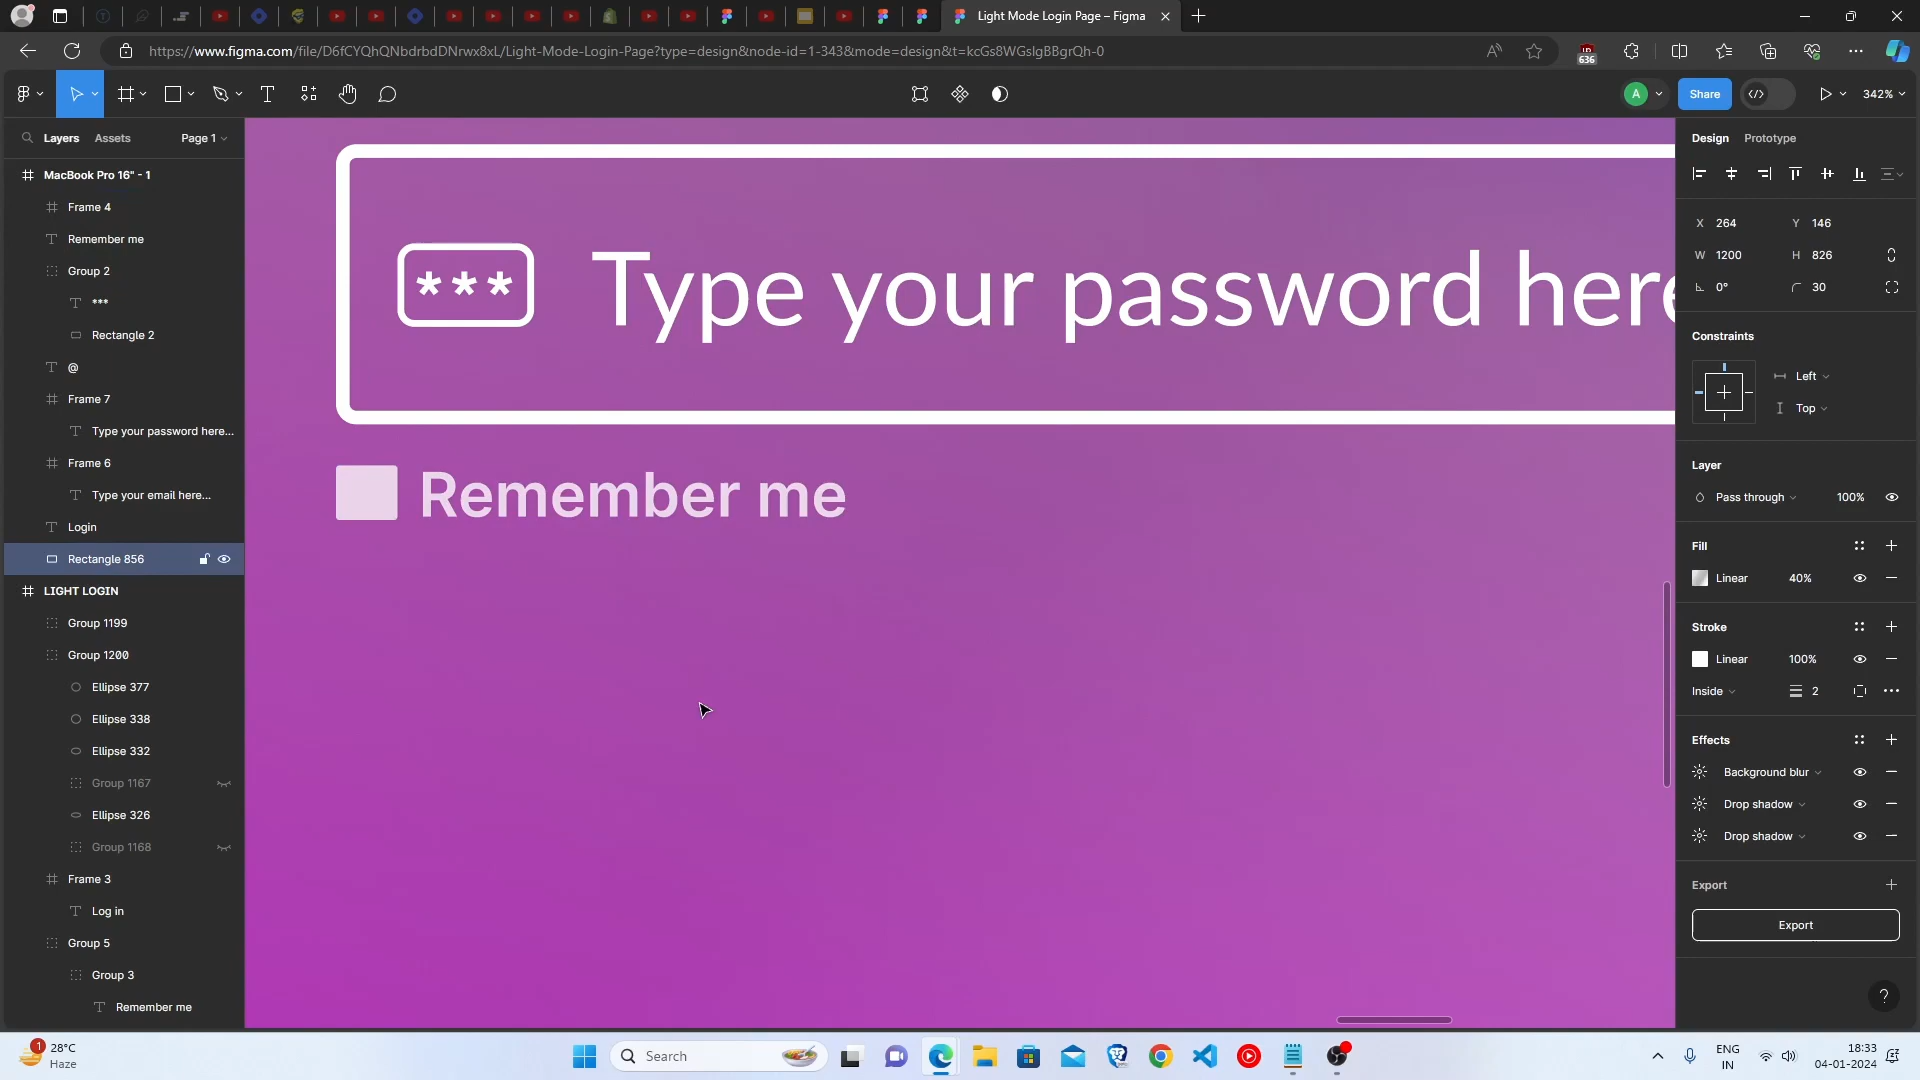 Light Mode Login Page – Figma
https://www.figma.com/file/D6fCYQhQNbdrbdDNrwx8xL/Light-Mode-Login-Page?type=design&node-id=1-343&mode=design&t=kcGs8WGsIgBBgrQh-0
636
A
Share
342%
Layers
Assets
Page 1
MacBook Pro 16" - 1
Frame 4
Remember me
Group 2
***
Rectangle 2
@
Frame 7
Type your password here...
Frame 6
Type your email here...
Login
Rectangle 856
LIGHT LOGIN
Group 1199
Group 1200
Ellipse 377
Ellipse 338
Ellipse 332
Group 1167
Ellipse 326
Group 1168
Frame 3
Log in
Group 5
Group 3
Remember me
*** Type your password here
Remember me
Design
Prototype
X 264
Y 146
W 1200
H 826
0°
30
Constraints
Left
Top
Layer
Pass through
100%
Fill
Linear
40%
Stroke
Linear
100%
Inside
2
Effects
Background blur
Drop shadow
Drop shadow
Export
Export
?
1
28°C
Haze
Search
ENG
IN
18:33
04-01-2024